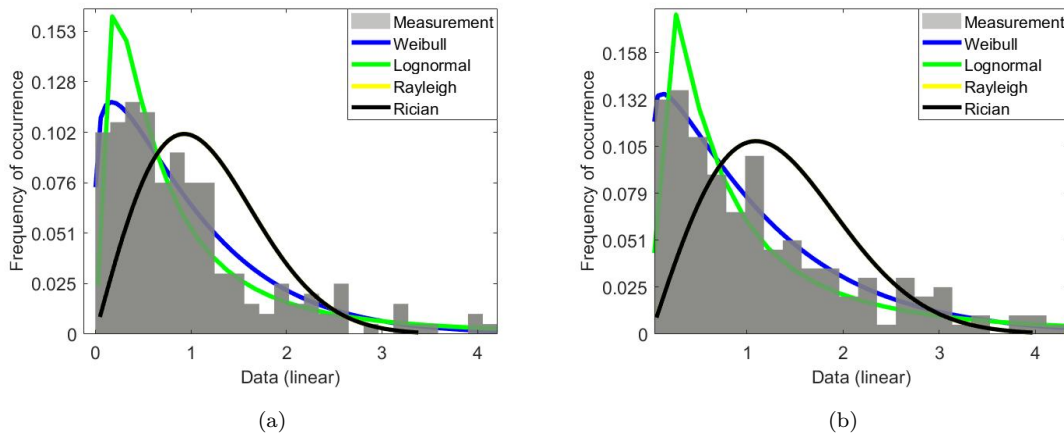 0.153
0.128
0.102
0.076
0.051
0.025
0
Frequency of occurrence
0 1 2 3 4
Data (linear)
Measurement
Weibull
Lognormal
Rayleigh
Rician
(a)
0.158
0.132
0.105
0.079
0.051
0.025
0
Frequency of occurrence
1 2 3 4
Data (linear)
Measurement
Weibull
Lognormal
Rayleigh
Rician
(b)